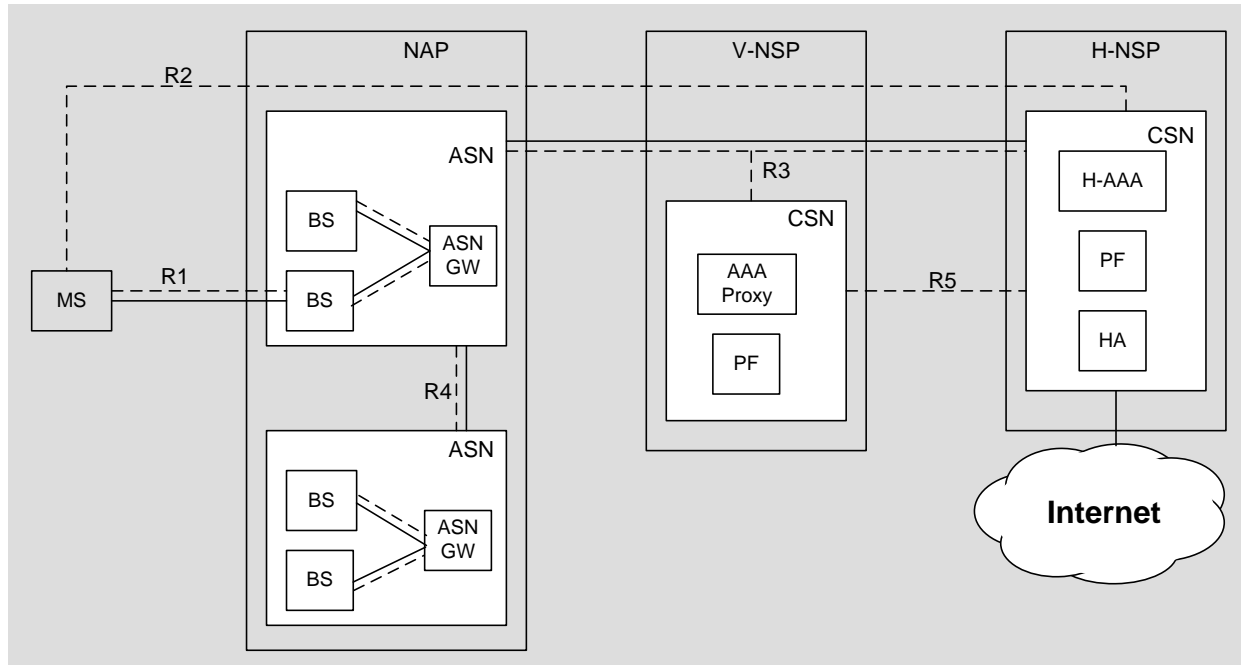 NAP
V-NSP
H-NSP
R2
ASN
CSN
R3
H-AAA
BS
CSN
ASN
GW
AAA
Proxy
PF
R1
BS
MS
R5
HA
PF
R4
ASN
BS
ASN
GW
BS
Internet